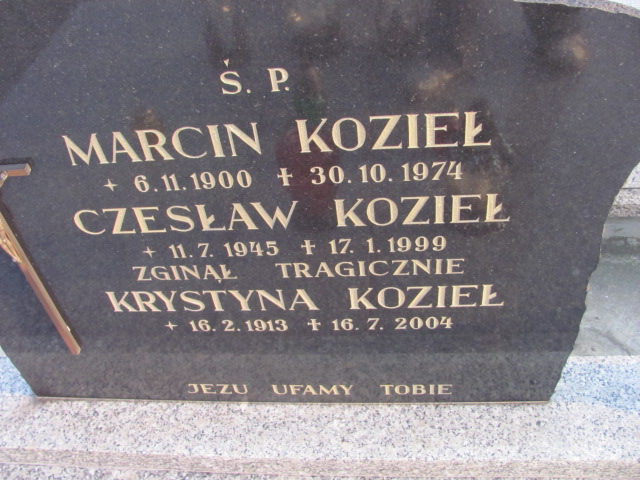 Ś. P.
MARCIN KOZIEŁ
+ 6.11.1900 ✝ 30.10.1974
CZESŁAW KOZIEŁ
+ 11.7.1945 ✝ 17.1.1999
ZGINĄŁ TRAGICZNIE
KRYSTYNA KOZIEŁ
+ 16.2.1913 ✝ 16.7.2004
JEZU UFAMY TOBIE